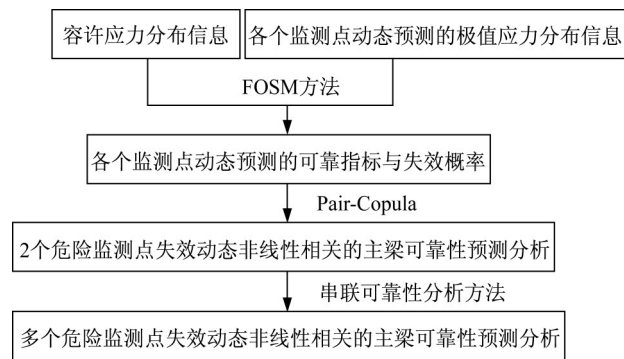 容许应力分布信息
各个监测点动态预测的极值应力分布信息
FOSM方法
各个监测点动态预测的可靠指标与失效概率
Pair-Copula
2个危险监测点失效动态非线性相关的主梁可靠性预测分析
串联可靠性分析方法
多个危险监测点失效动态非线性相关的主梁可靠性预测分析